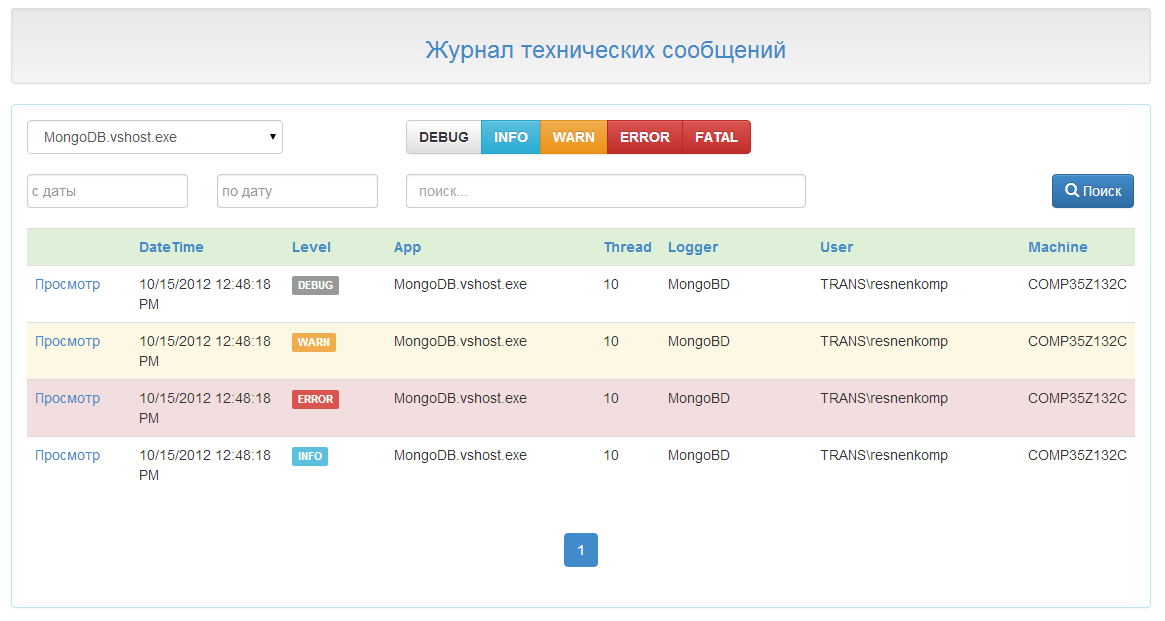 Журнал технических сообщений
MongoDB.vshost.exe DEBUG INFO WARN ERROR FATAL
с даты по дату поиск... Поиск
DateTime Level App Thread Logger User Machine
Просмотр 10/15/2012 12:48:18 DEBUG MongoDB.vshost.exe 10 MongoBD TRANS\resnenkomp COMP35Z132C
PM
Просмотр 10/15/2012 12:48:18 WARN MongoDB.vshost.exe 10 MongoBD TRANS\resnenkomp COMP35Z132C
PM
Просмотр 10/15/2012 12:48:18 ERROR MongoDB.vshost.exe 10 MongoBD TRANS\resnenkomp COMP35Z132C
PM
Просмотр 10/15/2012 12:48:18 INFO MongoDB.vshost.exe 10 MongoBD TRANS\resnenkomp COMP35Z132C
PM
1